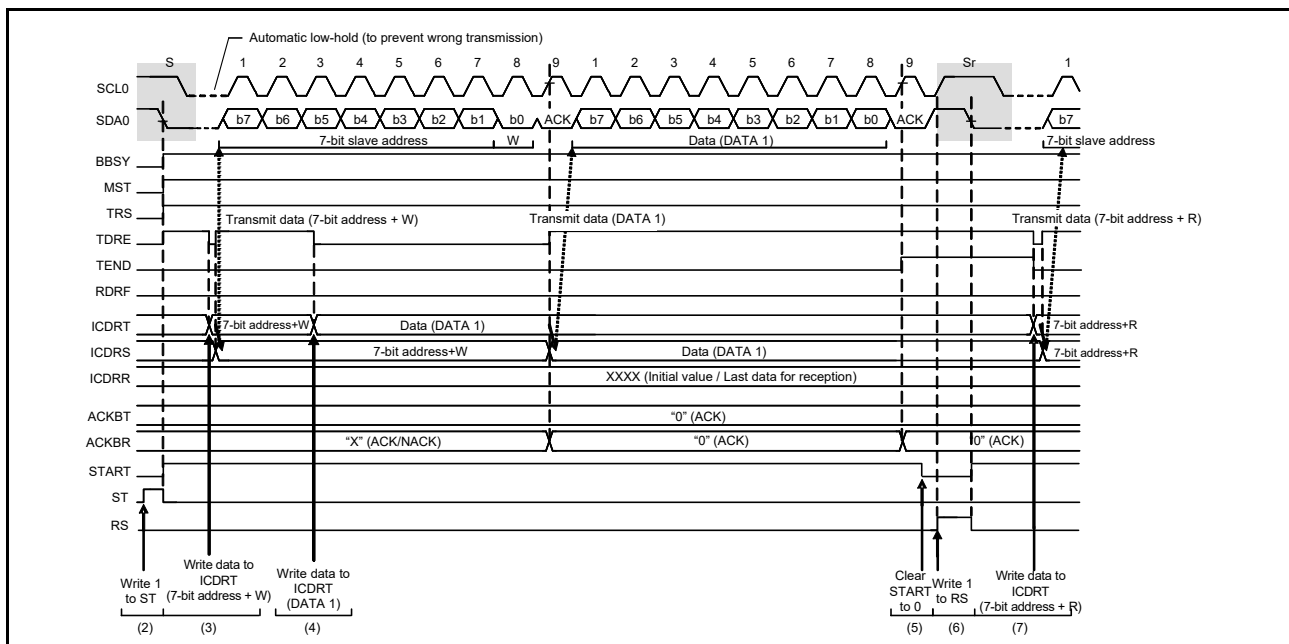 Automatic low-hold (to prevent wrong transmission)
S 1 2 3 4 5 6 7 8 9 1 2 3 4 5 6 7 8 9 Sr 1
SCL0
SDA0 b7 b6 b5 b4 b3 b2 b1 b0 ACK b7 b6 b5 b4 b3 b2 b1 b0 ACK b7
7-bit slave address W Data (DATA 1) 7-bit slave address
BBSY
MST
TRS
Transmit data (7-bit address + W) Transmit data (DATA 1) Transmit data (7-bit address + R)
TDRE
TEND
RDRF
ICDRT 7-bit address+W Data (DATA 1) 7-bit address+R
ICDRS 7-bit address+W Data (DATA 1) 7-bit address+R
ICDRR XXXX (Initial value / Last data for reception)
ACKBT “0” (ACK)
ACKBR “X” (ACK/NACK) “0” (ACK) “0” (ACK)
START
ST
RS
Write 1
to ST
Write data to
ICDRT
(7-bit address + W)
Write data to
ICDRT
(DATA 1)
Clear
START
to 0
Write 1
to RS
Write data to
ICDRT
(7-bit address + R)
(2) (3) (4) (5) (6) (7)